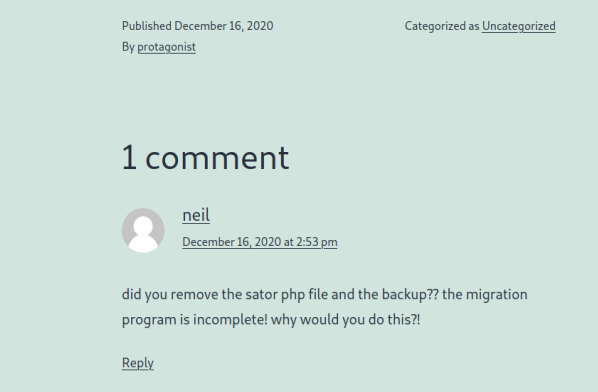 Published December 16, 2020
Categorized as Uncategorized
By protagonist
1 comment
neil
December 16, 2020 at 2:53 pm
did you remove the sator php file and the backup?? the migration
program is incomplete! why would you do this?!
Reply